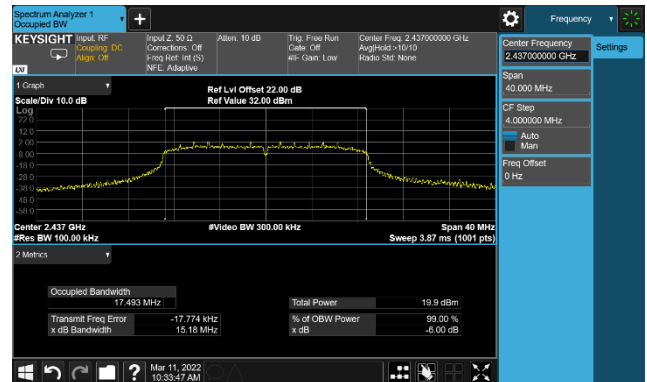 Spectrum Analyzer 1
Occupied BW
Frequency
KEYSIGHT
Input: RF
Coupling: DC
Align: Off
Input Z: 50 Ω
Corrections: Off
Freq Ref: Int (S)
NFE: Adaptive
Atten: 10 dB
Trig: Free Run
Gate: Off
#IF Gain: Low
Center Freq: 2.437000000 GHz
Avg|Hold:>10/10
Radio Std: None
LXI
1 Graph
Scale/Div 10.0 dB
Ref Lvl Offset 22.00 dB
Ref Value 32.00 dBm
Log
22.0
12.0
2.00
-8.00
-18.0
-28.0
-38.0
-48.0
-58.0
Center 2.437 GHz
#Res BW 100.00 kHz
#Video BW 300.00 kHz
Span 40 MHz
Sweep 3.87 ms (1001 pts)
2 Metrics
Occupied Bandwidth
17.493 MHz
Total Power 19.9 dBm
Transmit Freq Error -17.774 kHz
% of OBW Power 99.00 %
x dB Bandwidth 15.18 MHz
x dB -6.00 dB
Mar 11, 2022
10:33:47 AM
?
Center Frequency
2.437000000 GHz
Settings
Span
40.000 MHz
CF Step
4.000000 MHz
Auto
Man
Freq Offset
0 Hz